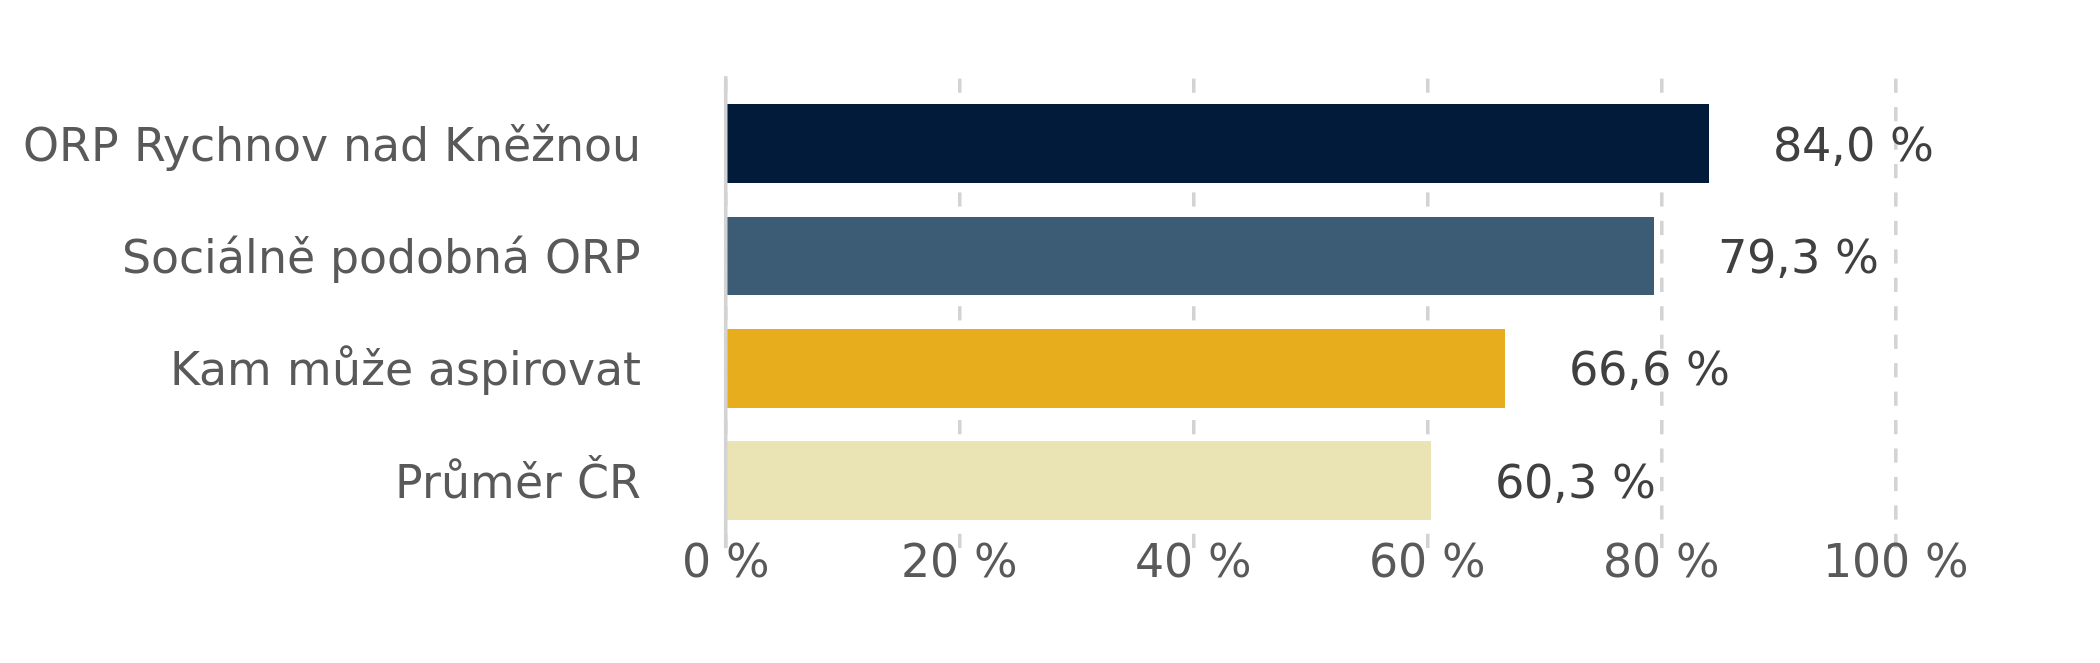 ORP Rychnov nad Kněžnou 84,0 %
Sociálně podobná ORP 79,3 %
Kam může aspirovat 66,6 %
Průměr ČR 60,3 %
0 % 20 % 40 % 60 % 80 % 100 %